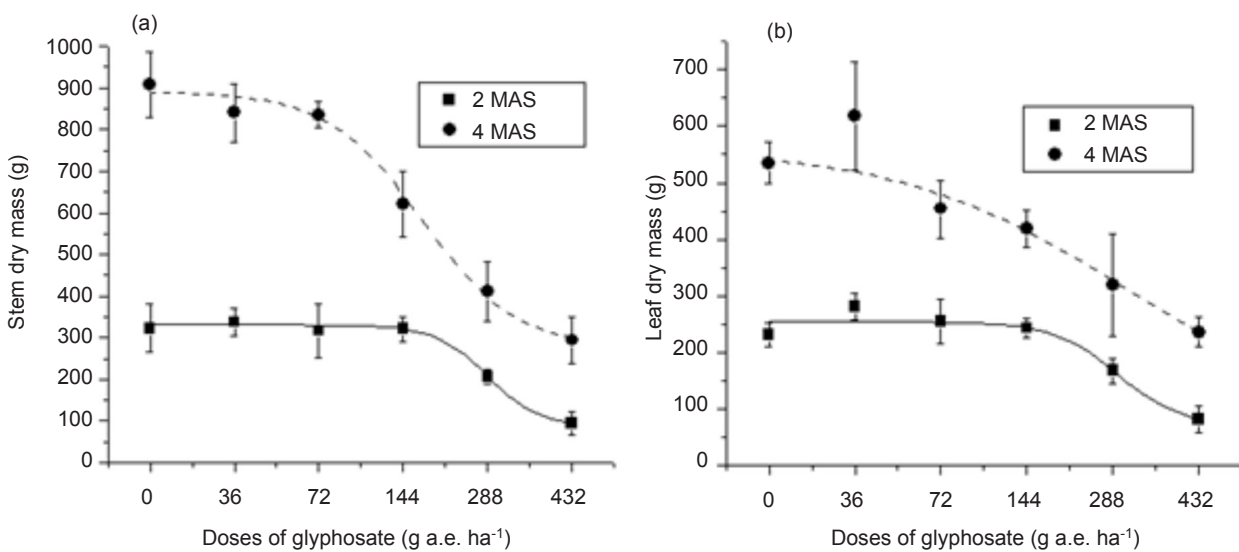 (a)
1000
900
800
700
600
500
400
300
200
100
0
Stem dry mass (g)
2 MAS
4 MAS
0 36 72 144 288 432
Doses of glyphosate (g a.e. ha⁻¹)
(b)
700
600
500
400
300
200
100
0
Leaf dry mass (g)
2 MAS
4 MAS
0 36 72 144 288 432
Doses of glyphosate (g a.e. ha⁻¹)